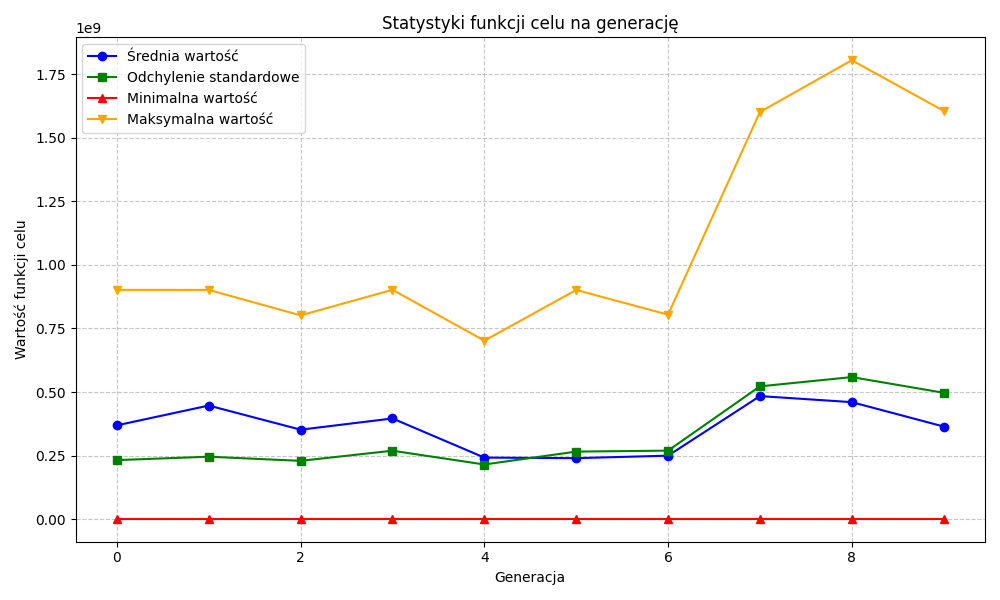 Statystyki funkcji celu na generację
1e9
Średnia wartość
Odchylenie standardowe
Minimalna wartość
Maksymalna wartość
Wartość funkcji celu
1.75
1.50
1.25
1.00
0.75
0.50
0.25
0.00
0 2 4 6 8
Generacja